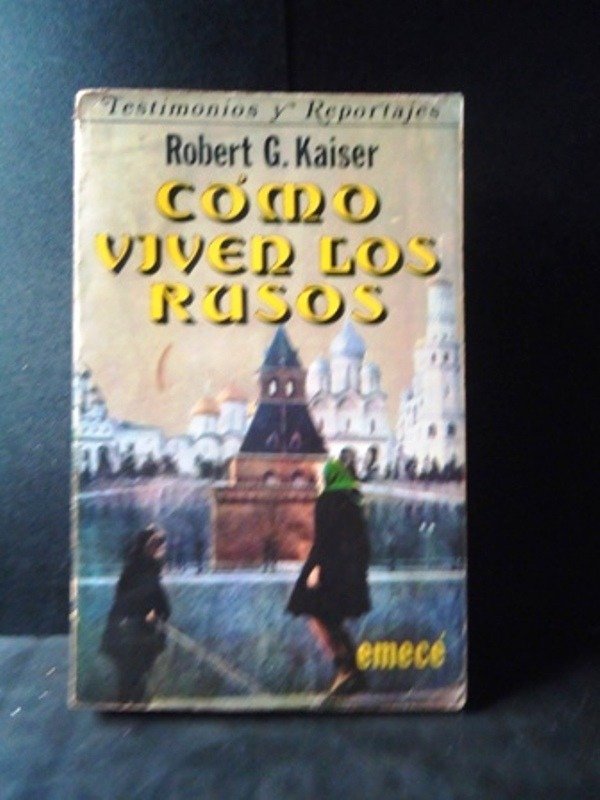 Testimonios y Reportajes
Robert G. Kaiser
CÓMO
VIVEN LOS
RUSOS
emecé